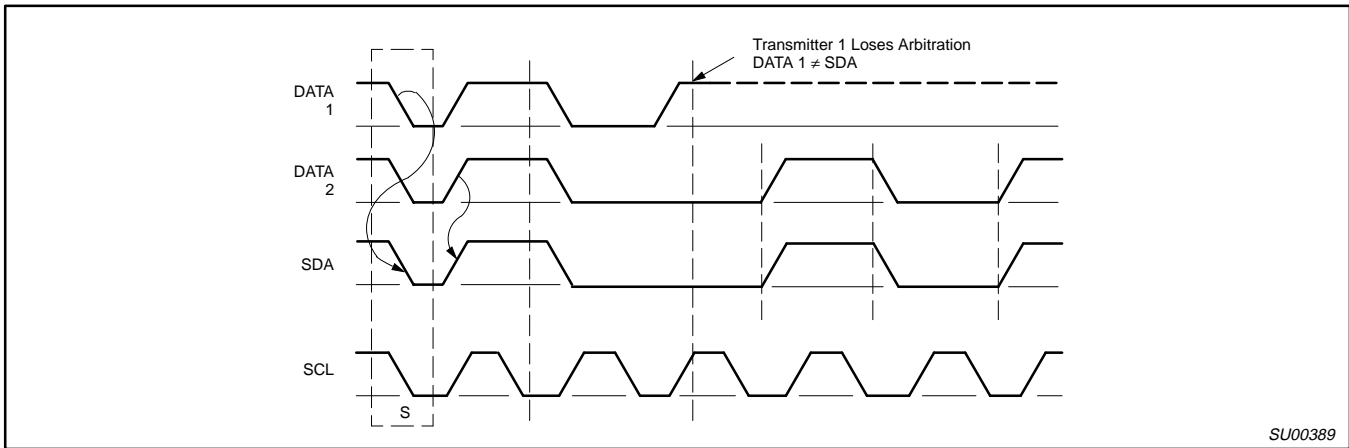 Transmitter 1 Loses Arbitration
DATA 1 ≠ SDA
DATA
1
DATA
2
SDA
SCL
S
SU00389